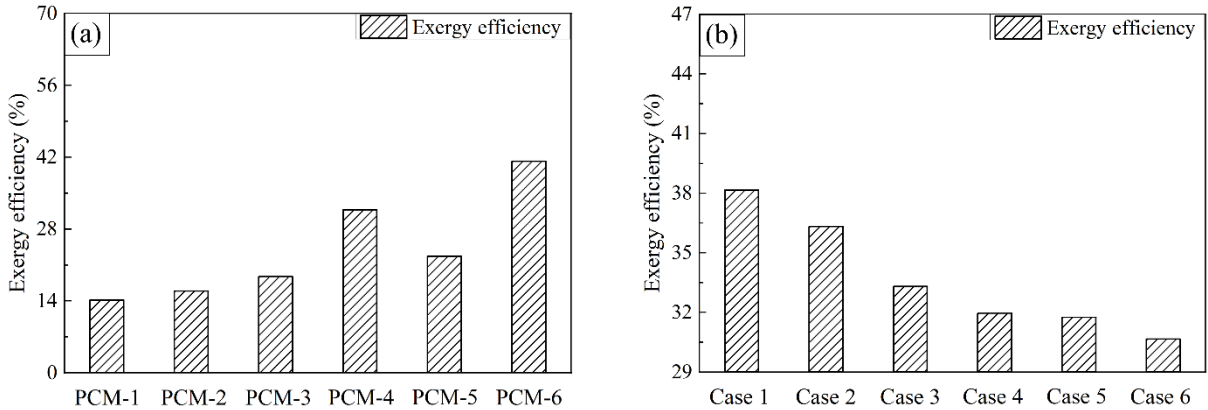 (a)
Exergy efficiency
Exergy efficiency (%)
70
56
42
28
14
0
PCM-1 PCM-2 PCM-3 PCM-4 PCM-5 PCM-6
(b)
Exergy efficiency
Exergy efficiency (%)
47
44
41
38
35
32
29
Case 1 Case 2 Case 3 Case 4 Case 5 Case 6